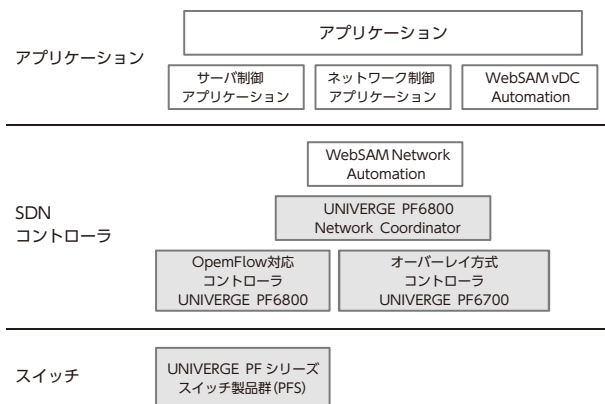 アプリケーション
アプリケーション
サーバ制御
アプリケーション
ネットワーク制御
アプリケーション
WebSAM vDC
Automation
SDN
コントローラ
WebSAM Network
Automation
UNIVERGE PF6800
Network Coordinator
OpemFlow対応
コントローラ
UNIVERGE PF6800
オーバーレイ方式
コントローラ
UNIVERGE PF6700
スイッチ
UNIVERGE PF シリーズ
スイッチ製品群(PFS)